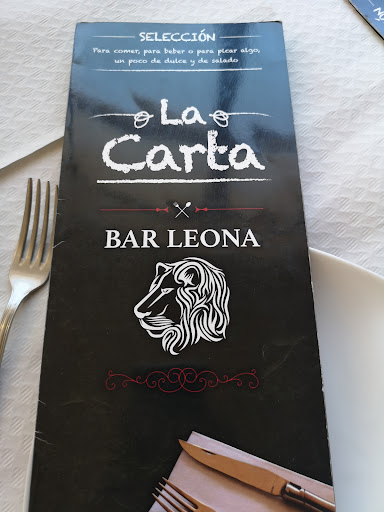 SELECCIÓN
Para comer, para beber o para picar algo,
un poco de dulce y de salado
La
Carta
BAR LEONA